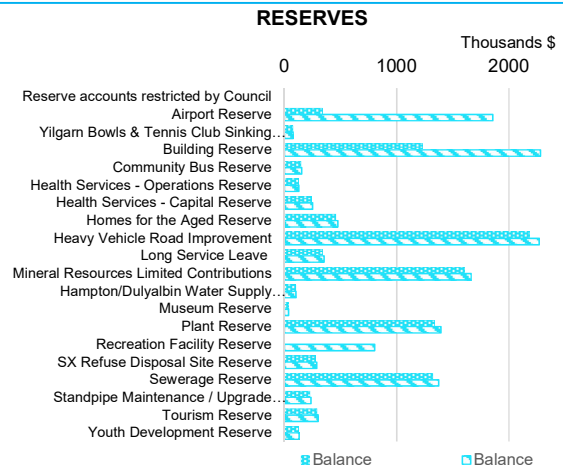 RESERVES
Thousands $
0 1000 2000
Reserve accounts restricted by Council
Airport Reserve
Yilgarn Bowls & Tennis Club Sinking…
Building Reserve
Community Bus Reserve
Health Services - Operations Reserve
Health Services - Capital Reserve
Homes for the Aged Reserve
Heavy Vehicle Road Improvement
Long Service Leave
Mineral Resources Limited Contributions
Hampton/Dulyalbin Water Supply…
Museum Reserve
Plant Reserve
Recreation Facility Reserve
SX Refuse Disposal Site Reserve
Sewerage Reserve
Standpipe Maintenance / Upgrade…
Tourism Reserve
Youth Development Reserve
Balance Balance